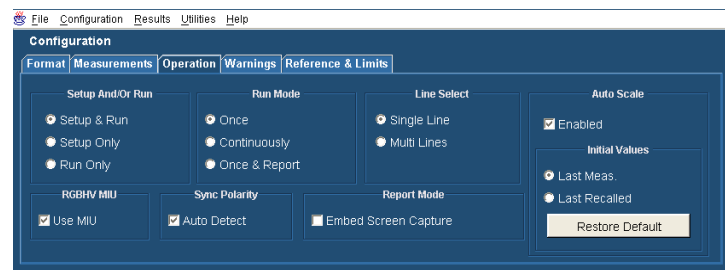 File Configuration Results Utilities Help
Configuration
Format Measurements Operation Warnings Reference & Limits
Setup And/Or Run
Setup & Run
Setup Only
Run Only
Run Mode
Once
Continuously
Once & Report
Line Select
Single Line
Multi Lines
Auto Scale
Enabled
Initial Values
Last Meas.
Last Recalled
Restore Default
RGBHV MIU
Use MIU
Sync Polarity
Auto Detect
Report Mode
Embed Screen Capture